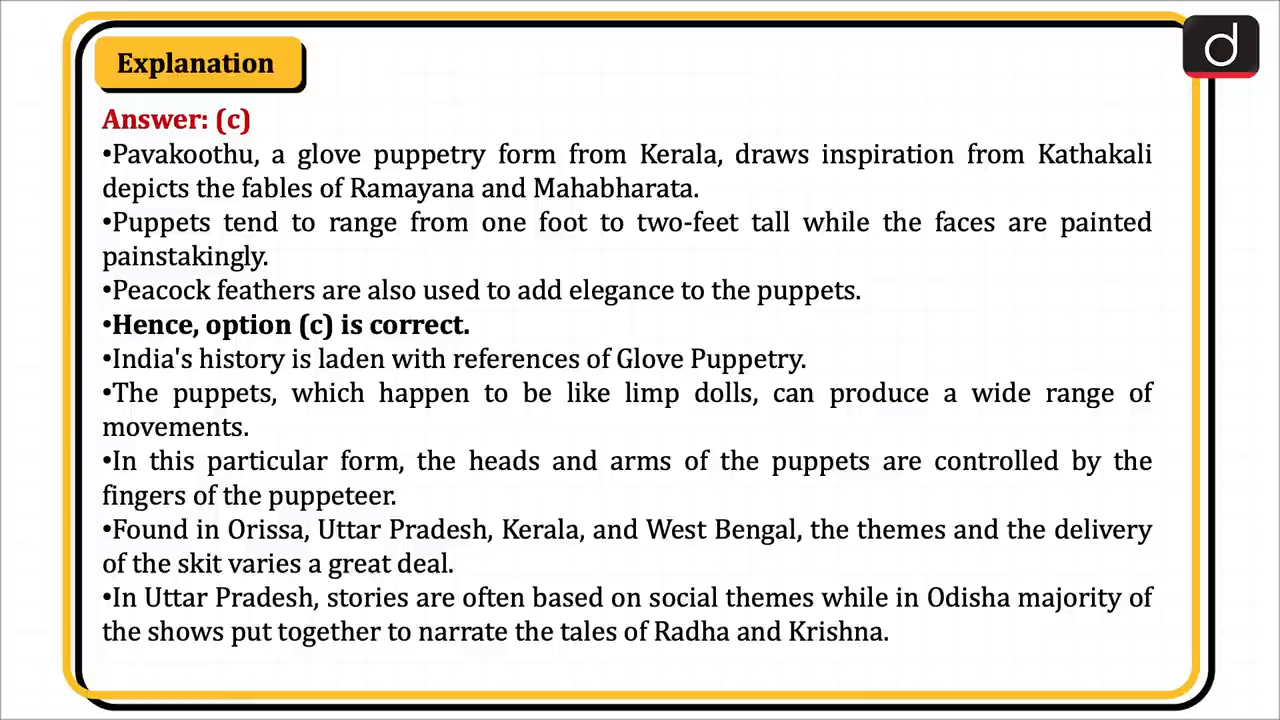 Explanation
d
Answer: (c)
•Pavakoothu, a glove puppetry form from Kerala, draws inspiration from Kathakali
depicts the fables of Ramayana and Mahabharata.
•Puppets tend to range from one foot to two-feet tall while the faces are painted
painstakingly.
•Peacock feathers are also used to add elegance to the puppets.
•Hence, option (c) is correct.
•India's history is laden with references of Glove Puppetry.
•The puppets, which happen to be like limp dolls, can produce a wide range of
movements.
•In this particular form, the heads and arms of the puppets are controlled by the
fingers of the puppeteer.
•Found in Orissa, Uttar Pradesh, Kerala, and West Bengal, the themes and the delivery
of the skit varies a great deal.
•In Uttar Pradesh, stories are often based on social themes while in Odisha majority of
the shows put together to narrate the tales of Radha and Krishna.